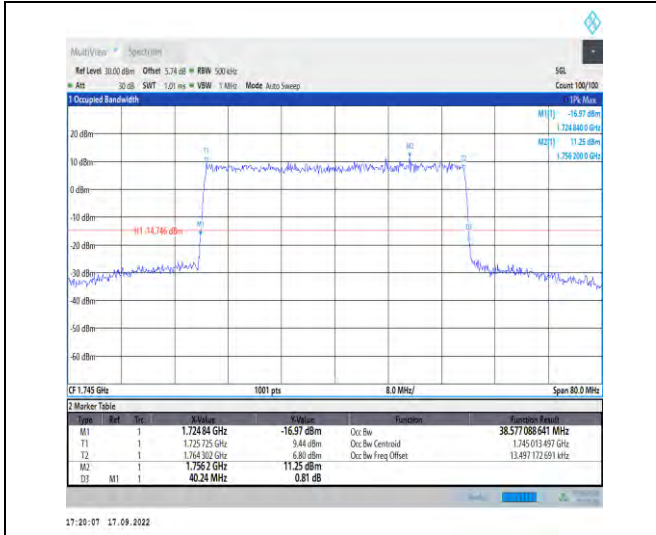 MultiView Spectrum
Ref Level 30.00 dBm Offset 5.74 dB RBW 500 kHz SGL
Att 30 dB SWT 1.01 ms VBW 1 MHz Mode Auto Sweep Count 100/100
1 Occupied Bandwidth 1Pk Max
M1[1] -16.97 dBm
1.724 840 0 GHz
M2[1] 11.25 dBm
1.756 200 0 GHz
20 dBm
10 dBm
0 dBm
-10 dBm
-20 dBm
-30 dBm
-40 dBm
-50 dBm
-60 dBm
T1
M2
T2
M1
D3
H1 -14.746 dBm
CF 1.745 GHz 1001 pts 8.0 MHz/ Span 80.0 MHz
2 Marker Table
Type Ref Trc X-Value Y-Value Function Function Result
M1 1 1.724 84 GHz -16.97 dBm Occ Bw 38.577 088 641 MHz
T1 1 1.725 725 GHz 9.44 dBm Occ Bw Centroid 1.745 013 497 GHz
T2 1 1.764 302 GHz 6.80 dBm Occ Bw Freq Offset 13.497 172 691 kHz
M2 1 1.756 2 GHz 11.25 dBm
D3 M1 1 40.24 MHz 0.81 dB
17:20:07 17.09.2022